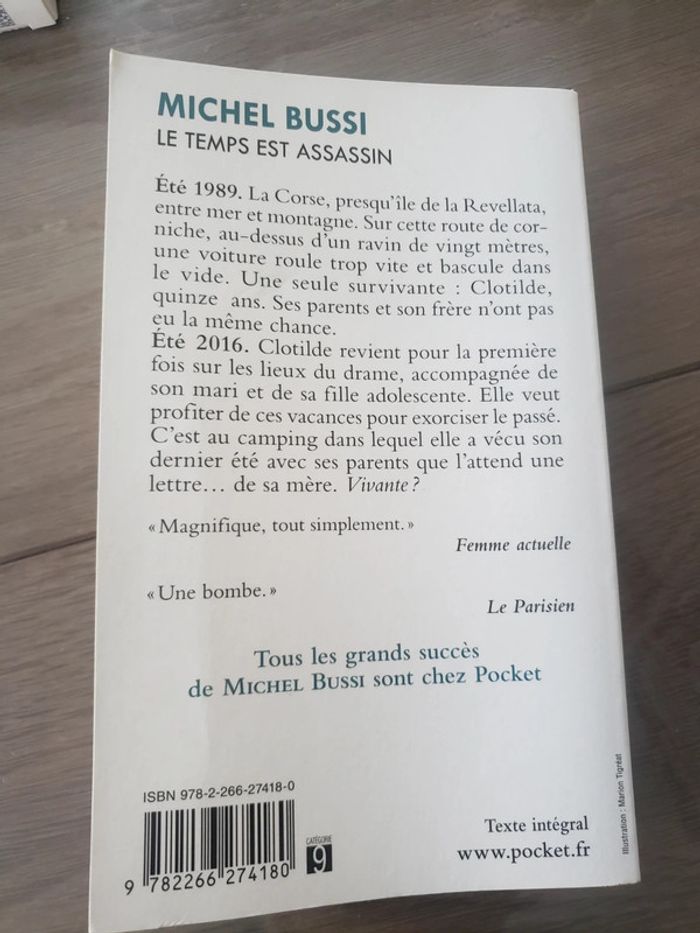 MICHEL BUSSI
LE TEMPS EST ASSASSIN
Été 1989. La Corse, presqu'île de la Revellata,
entre mer et montagne. Sur cette route de cor-
niche, au-dessus d'un ravin de vingt mètres,
une voiture roule trop vite et bascule dans
le vide. Une seule survivante : Clotilde,
quinze ans. Ses parents et son frère n'ont pas
eu la même chance.
Été 2016. Clotilde revient pour la première
fois sur les lieux du drame, accompagnée de
son mari et de sa fille adolescente. Elle veut
profiter de ces vacances pour exorciser le passé.
C'est au camping dans lequel elle a vécu son
dernier été avec ses parents que l'attend une
lettre... de sa mère. Vivante ?
« Magnifique, tout simplement. »
Femme actuelle
« Une bombe. »
Le Parisien
Tous les grands succès
de MICHEL BUSSI sont chez Pocket
ISBN 978-2-266-27418-0
9 782266 274180
CATÉGORIE
9
Texte intégral
www.pocket.fr
Illustration : Marion Tigréat